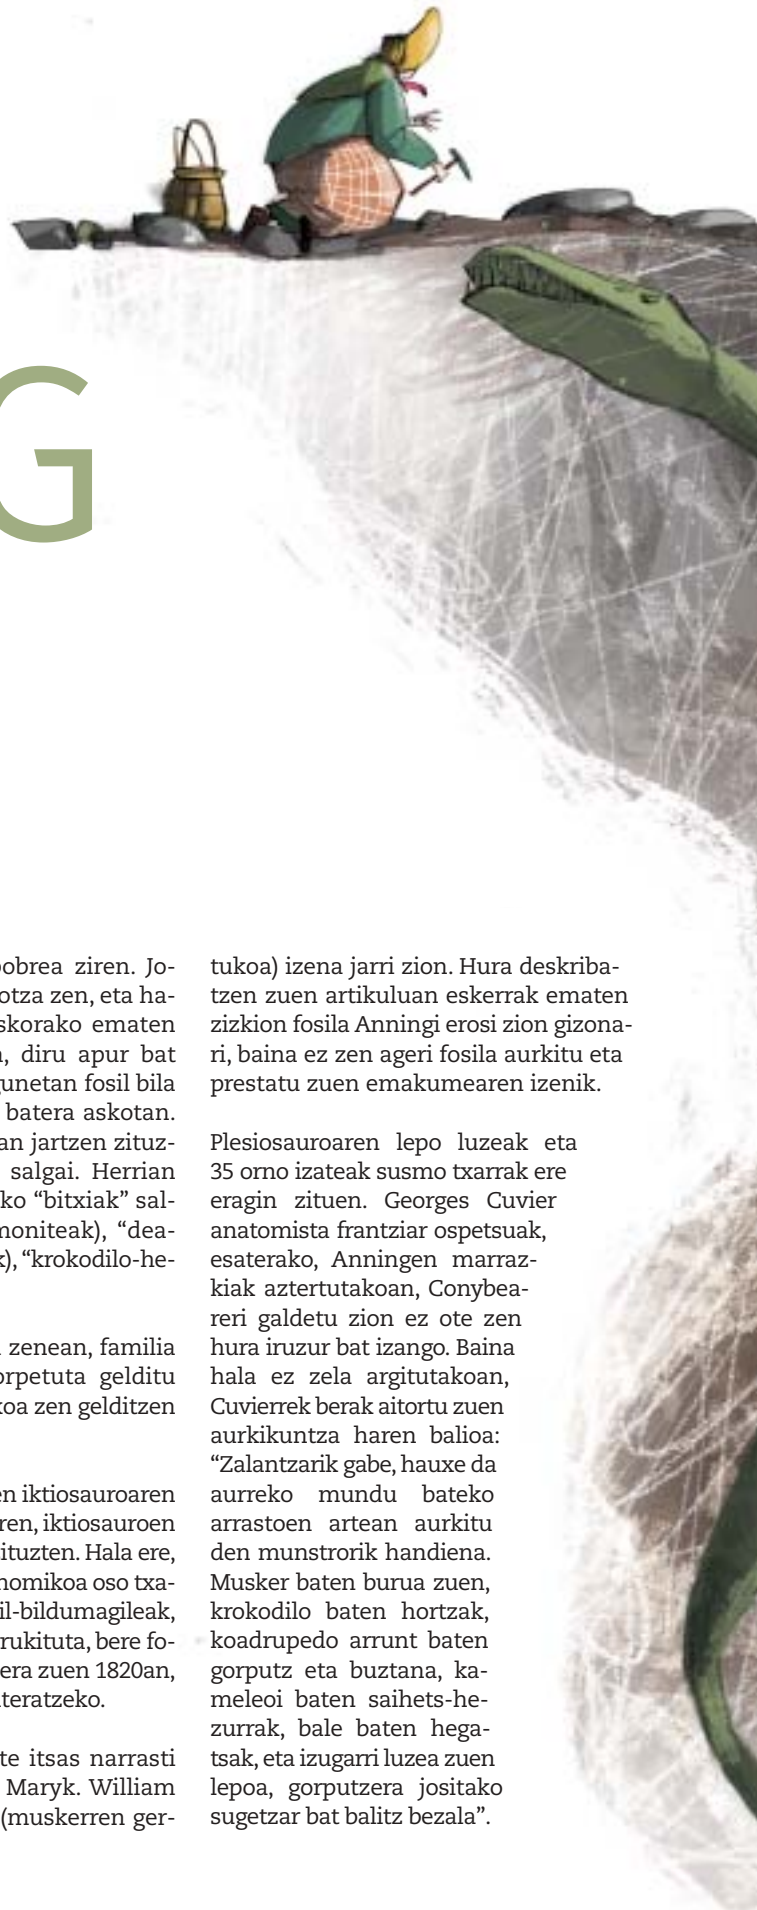 G
obrea ziren. Jo-
otza zen, eta ha-
skorako ematen
, diru apur bat
unetan fosil bila
batera askotan.
an jartzen zituz-
salgai. Herrian
ko “bitxiak” sal-
moniteak), “dea-
k), “krokodilo-he-
zenean, familia
orpetuta gelditu
koa zen gelditzen
en iktiosauroaren
ren, iktiosauroen
ituzten. Hala ere,
nomikoa oso txa-
il-bildumagileak,
rukituta, bere fo-
era zuen 1820an,
teratzeko.
te itsas narrasti
Maryk. William
(muskerren ger-
tukoa) izena jarri zion. Hura deskriba-
tzen zuen artikuluan eskerrak ematen
zizkion fosila Anningi erosi zion gizona-
ri, baina ez zen ageri fosila aurkitu eta
prestatu zuen emakumearen izenik.
Plesiosauroaren lepo luzeak eta
35 orno izateak susmo txarrak ere
eragin zituen. Georges Cuvier
anatomista frantziar ospetsuak,
esaterako, Anningen marraz-
kiak aztertutakoan, Conybea-
reri galdetu zion ez ote zen
hura iruzur bat izango. Baina
hala ez zela argitutakoan,
Cuvierrek berak aitortu zuen
aurkikuntza haren balioa:
“Zalantzarik gabe, hauxe da
aurreko mundu bateko
arrastoen artean aurkitu
den munstrorik handiena.
Musker baten burua zuen,
krokodilo baten hortzak,
koadrupedo arrunt baten
gorputz eta buztana, ka-
meleoi baten saihets-he-
zurrak, bale baten hega-
tsak, eta izugarri luzea zuen
lepoa, gorputzera jositako
sugetzar bat balitz bezala”.